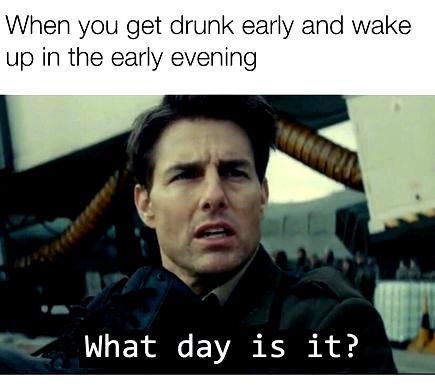 When you get drunk early and wake
up in the early evening
What day is it?